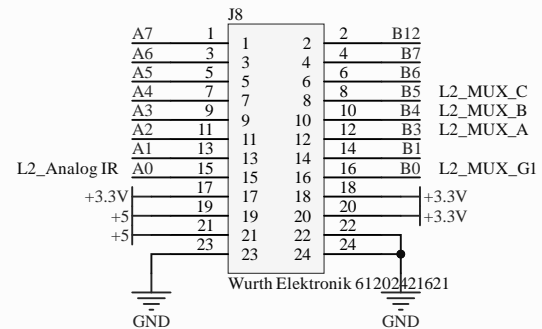 J8
A7 1 1 2 2 B12
A6 3 3 4 4 B7
A5 5 5 6 6 B6
A4 7 7 8 8 B5 L2_MUX_C
A3 9 9 10 10 B4 L2_MUX_B
A2 11 11 12 12 B3 L2_MUX_A
A1 13 13 14 14 B1
L2_Analog IR A0 15 15 16 16 B0 L2_MUX_G1
+3.3V 17 17 18 18 +3.3V
+5 19 19 20 20 +3.3V
+5 21 21 22 22
23 23 24 24
Wurth Elektronik 61202421621
GND GND